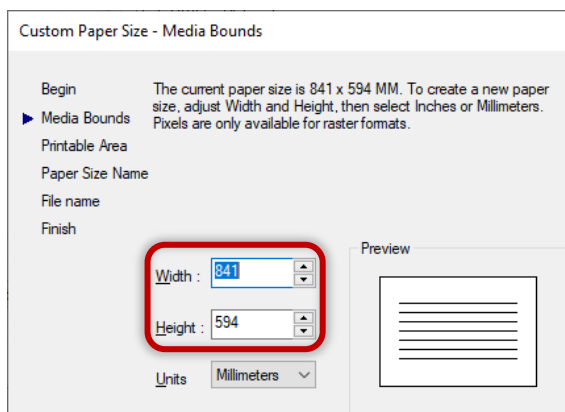 Custom Paper Size - Media Bounds
Begin
Media Bounds
Printable Area
Paper Size Name
File name
Finish
The current paper size is 841 x 594 MM. To create a new paper
size, adjust Width and Height, then select Inches or Millimeters.
Pixels are only available for raster formats.
Width : 841
Height : 594
Units Millimeters
Preview